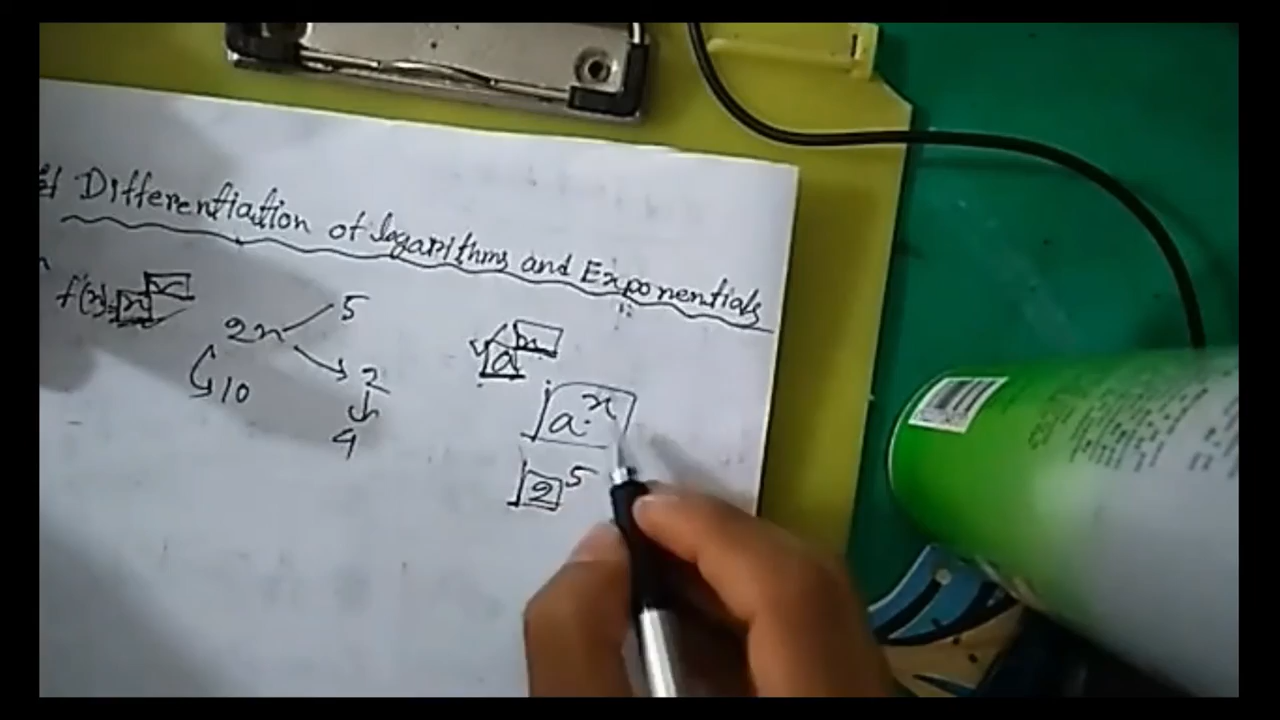 Differentiation of logarithms and Exponentials
f(x)=x^x
2x
5
2
10
4
a^x
a^x
2^5